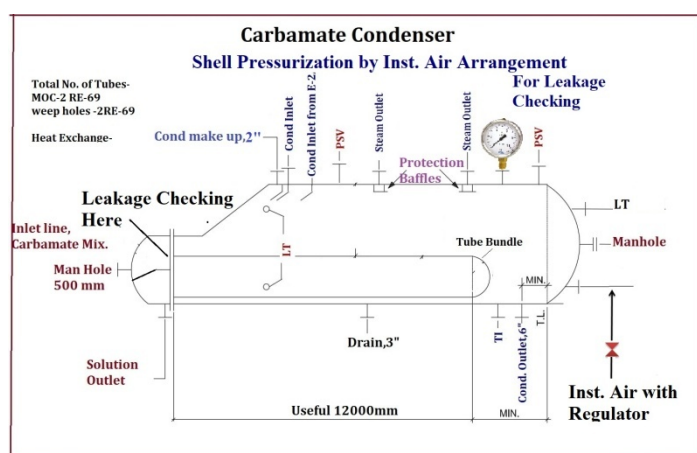 Carbamate Condenser
Shell Pressurization by Inst. Air Arrangement
Total No. of Tubes-
MOC-2 RE-69
weep holes -2RE-69
Heat Exchange-
For Leakage
Checking
Cond make up,2"
Cond Inlet
Cond Inlet from E-2.
PSV
Steam Outlet
Steam Outlet
PSV
Protection
Baffles
Leakage Checking
Here
LT
Inlet line,
Carbamate Mix.
LT
Tube Bundle
Manhole
Man Hole
500 mm
MIN.
Solution
Outlet
Drain,3"
TI
Cond. Outlet,6"
T.L.
Useful 12000mm
MIN.
Inst. Air with
Regulator